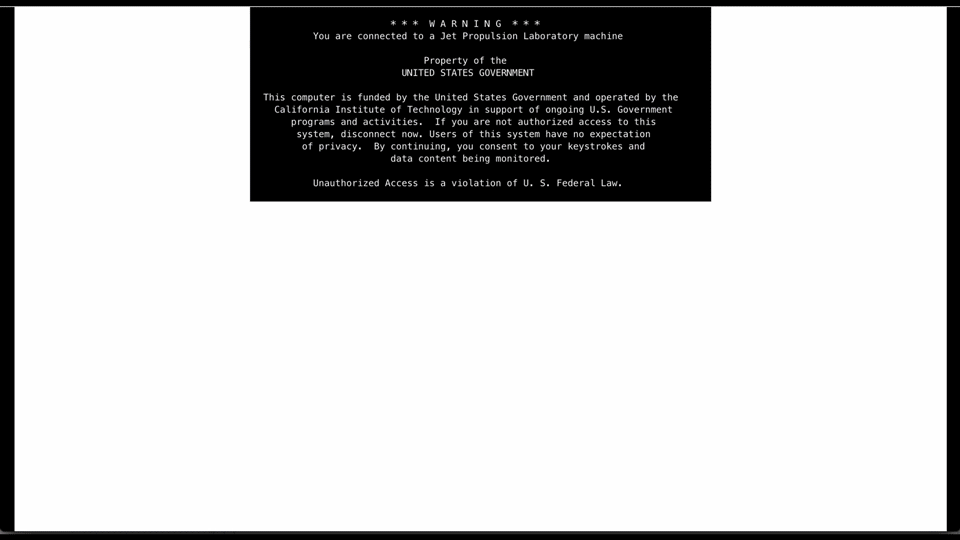 * * * W A R N I N G * * *
You are connected to a Jet Propulsion Laboratory machine
Property of the
UNITED STATES GOVERNMENT
This computer is funded by the United States Government and operated by the
California Institute of Technology in support of ongoing U.S. Government
programs and activities.  If you are not authorized access to this
system, disconnect now. Users of this system have no expectation
of privacy.  By continuing, you consent to your keystrokes and
data content being monitored.
Unauthorized Access is a violation of U. S. Federal Law.